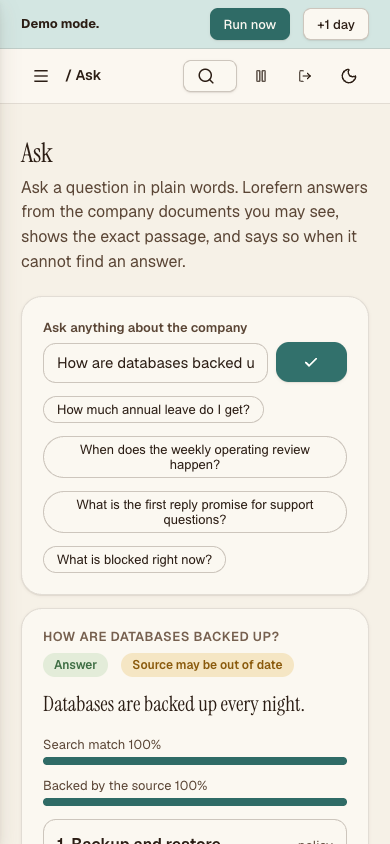 Demo mode.
Run now
+1 day
/ Ask
Ask
Ask a question in plain words. Lorefern answers
from the company documents you may see,
shows the exact passage, and says so when it
cannot find an answer.
Ask anything about the company
How are databases backed u
How much annual leave do I get?
When does the weekly operating review
happen?
What is the first reply promise for support
questions?
What is blocked right now?
HOW ARE DATABASES BACKED UP?
Answer
Source may be out of date
Databases are backed up every night.
Search match 100%
Backed by the source 100%
1. Backup and restore
policy